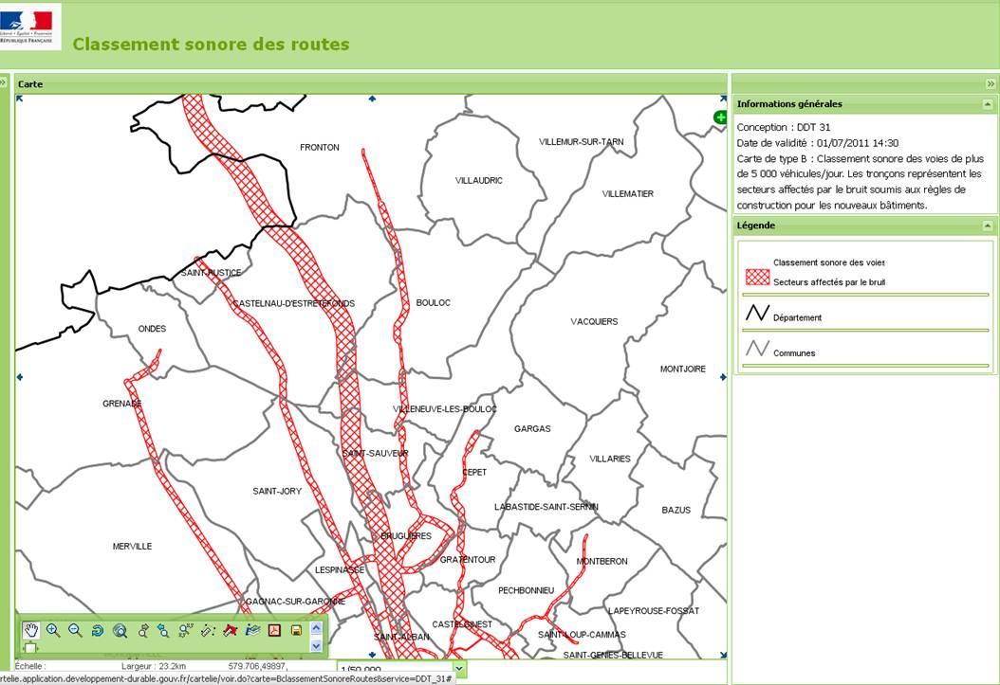 Liberté • Égalité • Fraternité
RÉPUBLIQUE FRANÇAISE
Classement sonore des routes
Carte
FRONTON
VILLEMUR-SUR-TARN
VILLAUDRIC
VILLEMATIER
SAINT-RUSTICE
CASTELNAU-D'ESTRETEFONDS
BOULOC
VACQUIERS
ONDES
MONTJOIRE
GRENADE
VILLENEUVE-LES-BOULOC
GARGAS
SAINT-SAUVEUR
VILLARIES
CEPET
SAINT-JORY
LABASTIDE-SAINT-SERNIN
BAZUS
BRUGUIERES
MERVILLE
GRATENTOUR
MONTBERON
LESPINASSE
PECHBONNIEU
GAGNAC-SUR-GARONNE
LAPEYROUSE-FOSSAT
CASTELGINEST
SAINT-ALBAN
SAINT-LOUP-CAMMAS
SAINT-GENIES-BELLEVUE
Échelle :
Largeur : 23.2km
579.706,49897,
1/50 000
rtelie.application.developpement-durable.gouv.fr/cartelie/voir.do?carte=BclassementSonoreRoutes&service=DDT_31#
Informations générales
Conception : DDT 31
Date de validité : 01/07/2011 14:30
Carte de type B : Classement sonore des voies de plus
de 5 000 véhicules/jour. Les tronçons représentent les
secteurs affectés par le bruit soumis aux règles de
construction pour les nouveaux bâtiments.
Légende
Classement sonore des voies
Secteurs affectés par le bruit
Département
Communes